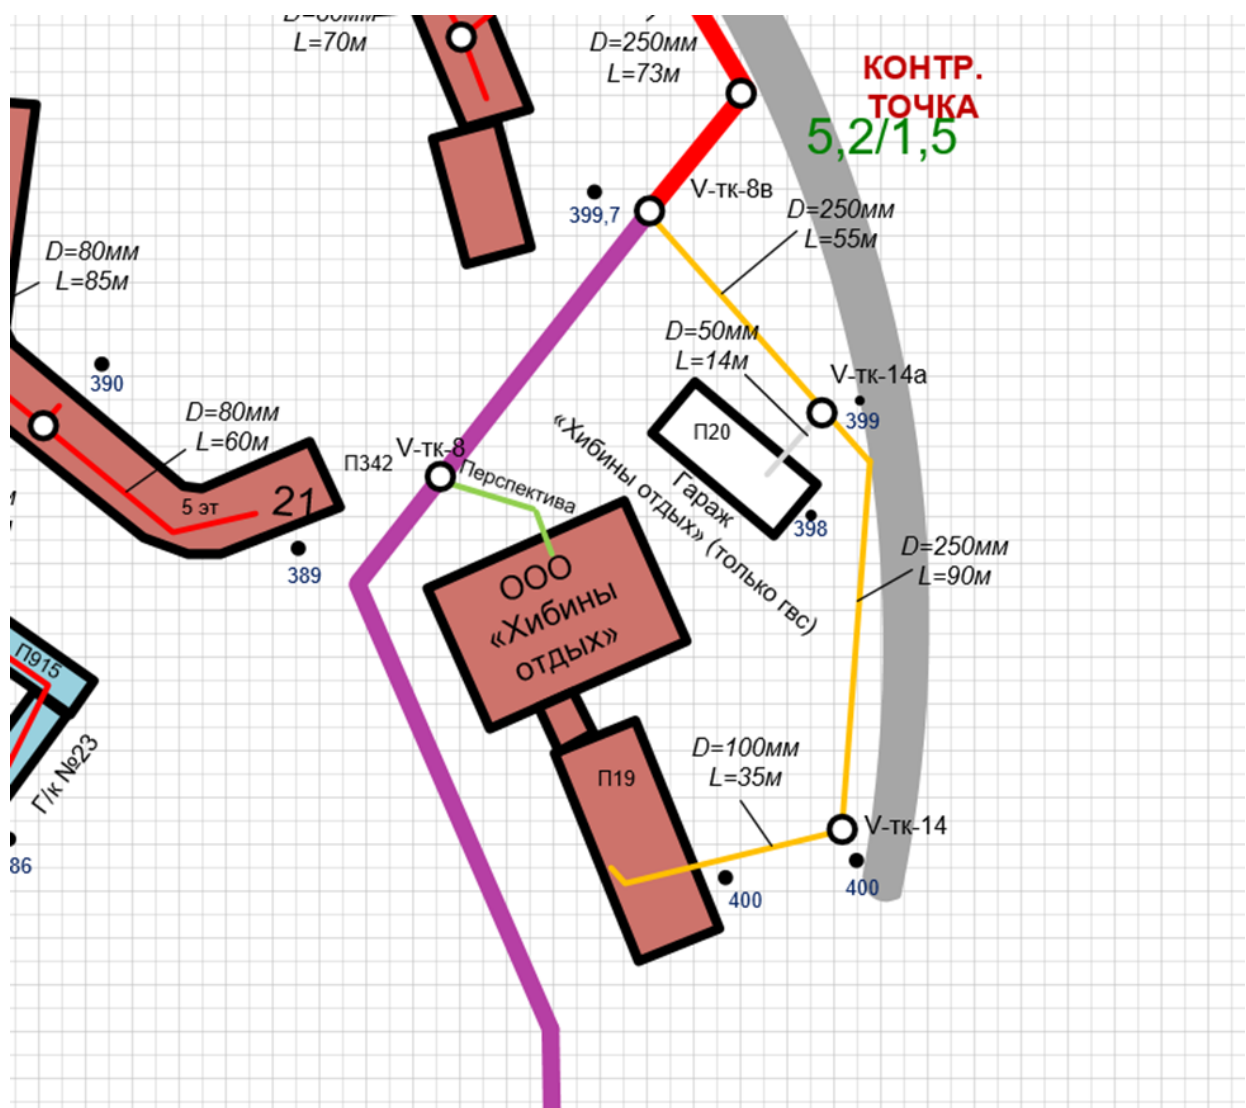 L=70м
D=250мм
L=73м
КОНТР.
ТОЧКА
5,2/1,5
V-тк-8в
399,7
D=250мм
L=55м
D=80мм
L=85м
390
D=50мм
L=14м
V-тк-14а
399
D=80мм
L=60м
П20
V-тк-8
П342
Перспектива
«Хибины отдых» (только гвс)
Гараж
5 эт
21
398
389
D=250мм
L=90м
ООО
«Хибины
отдых»
П915
Г/к №23
D=100мм
L=35м
П19
V-тк-14
86
400
400